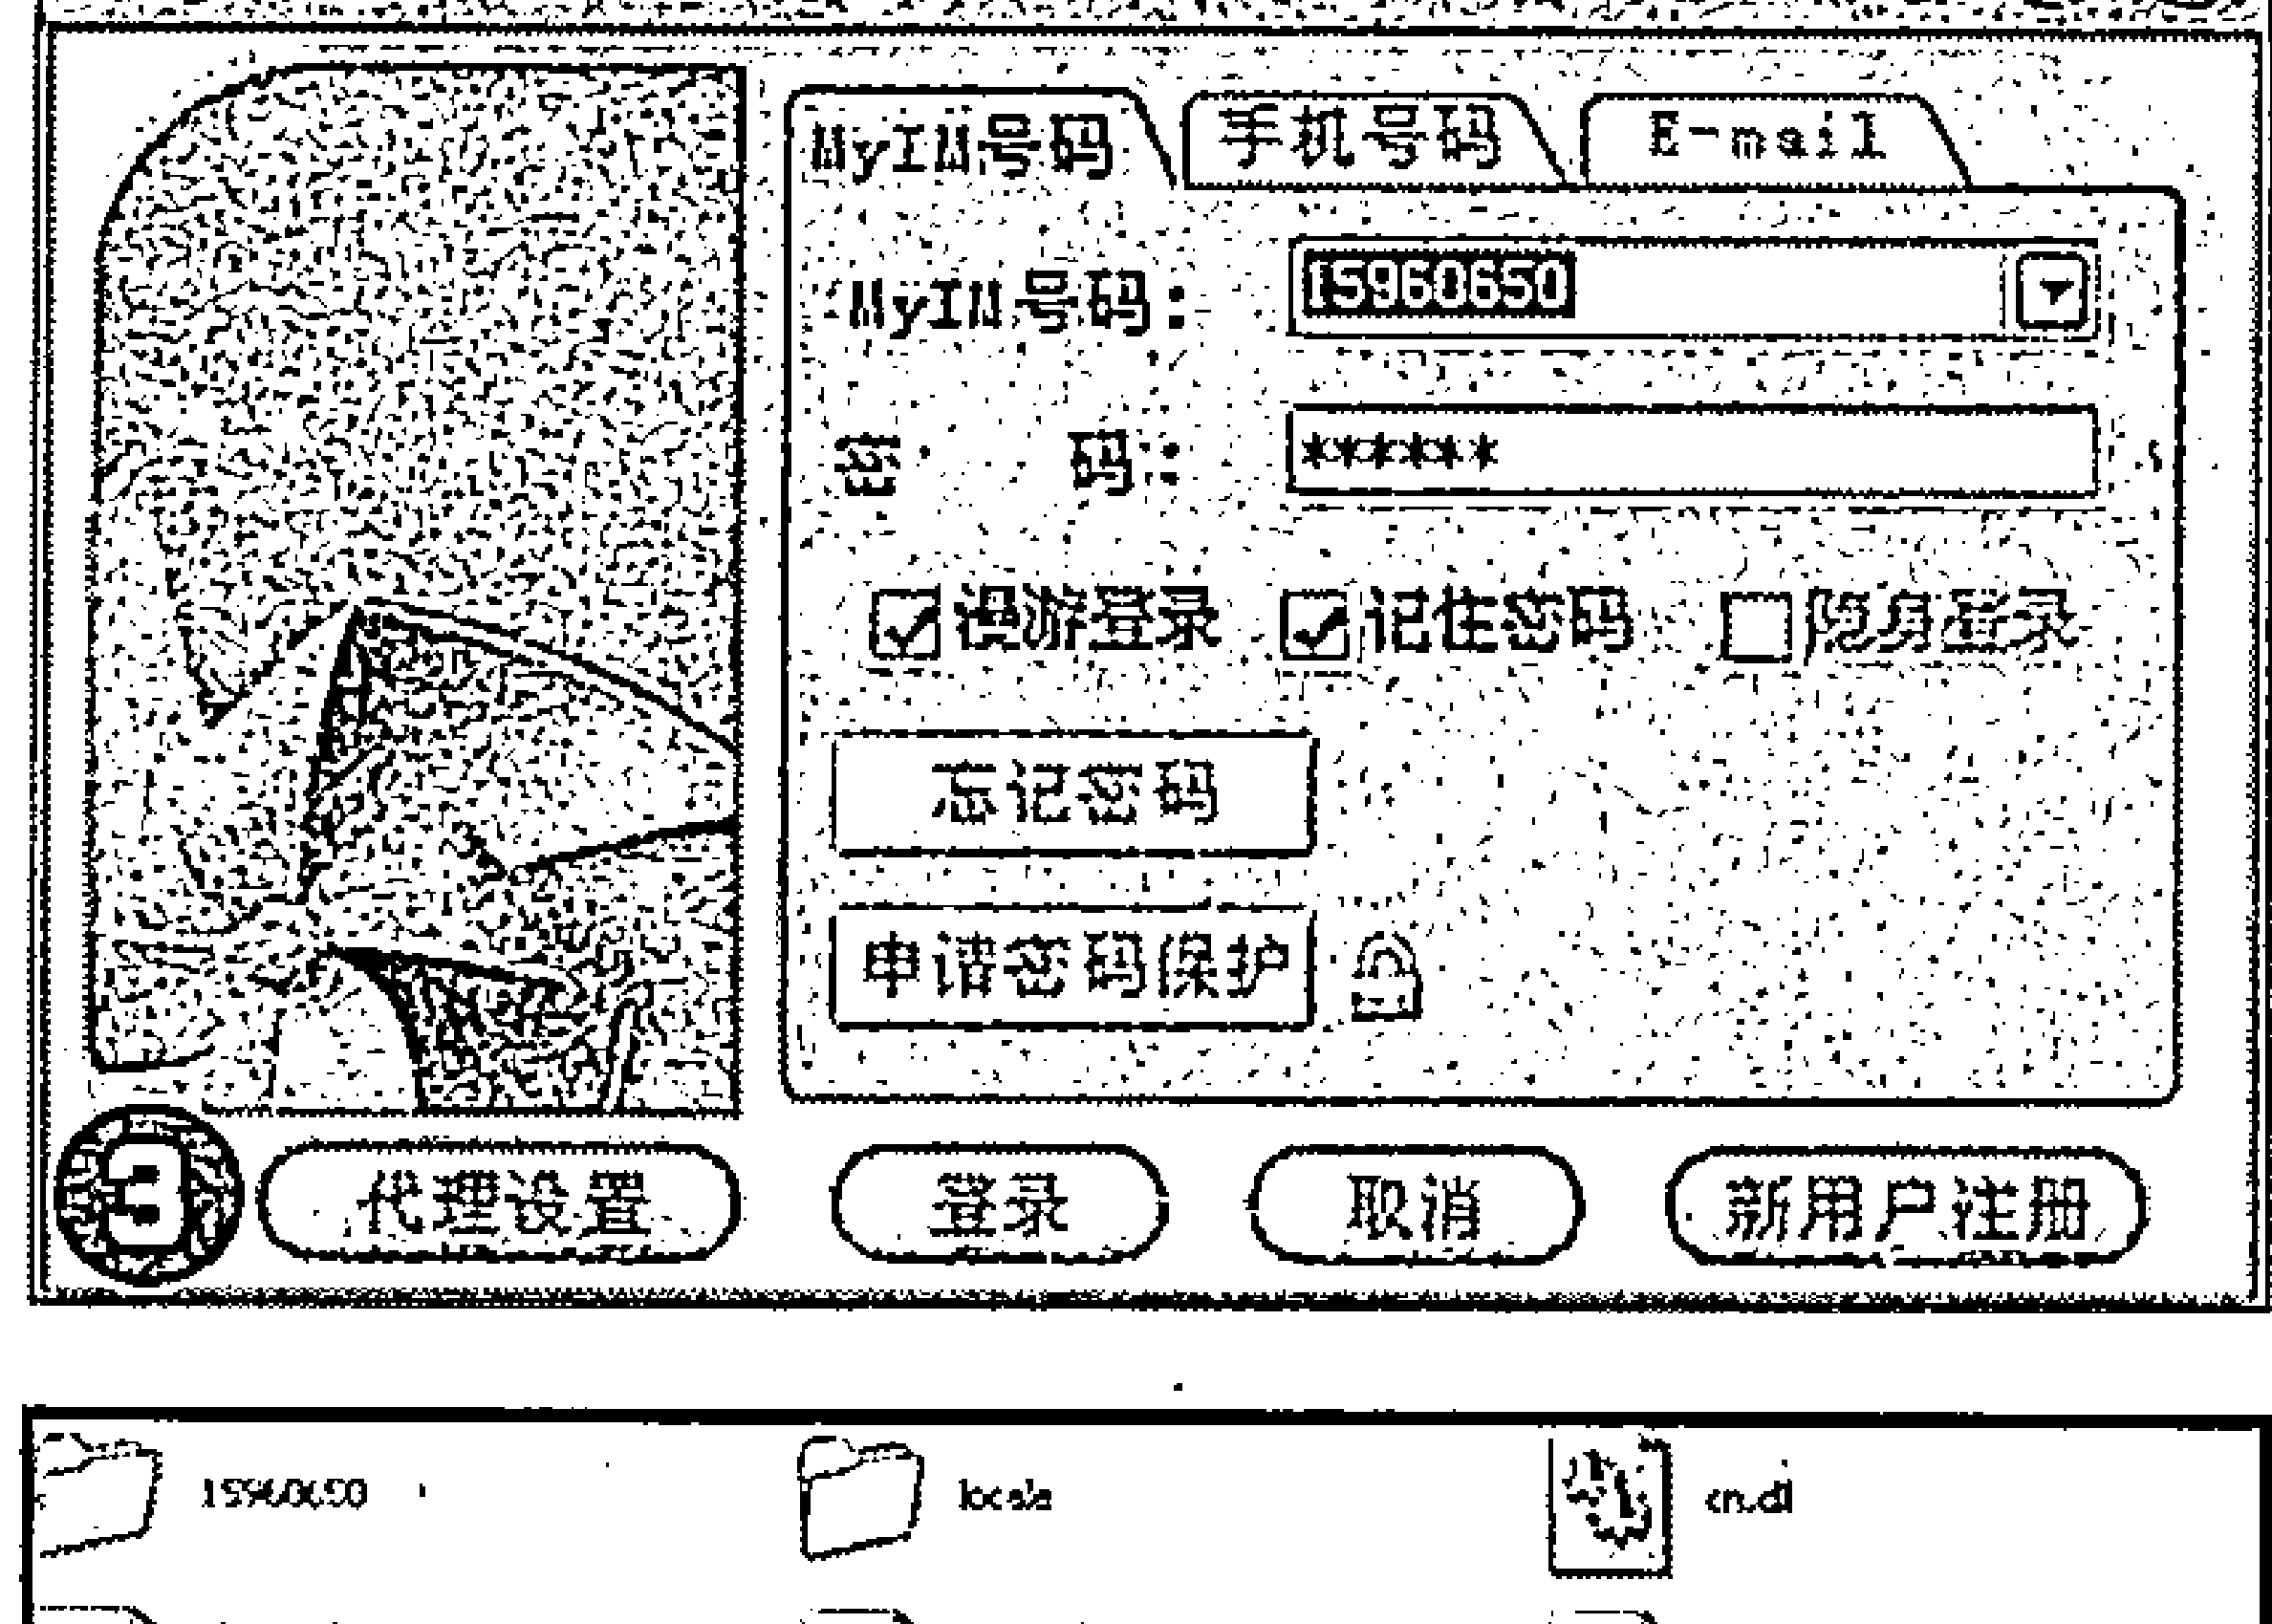 MyIM号码 手机号码 E-mail
MyIM号码: 15960650
密 码: ******
漫游登录 记住密码 隐身登录
忘记密码
申请密码保护
3 代理设置 登录 取消 新用户注册
15960650 locale cn.dll